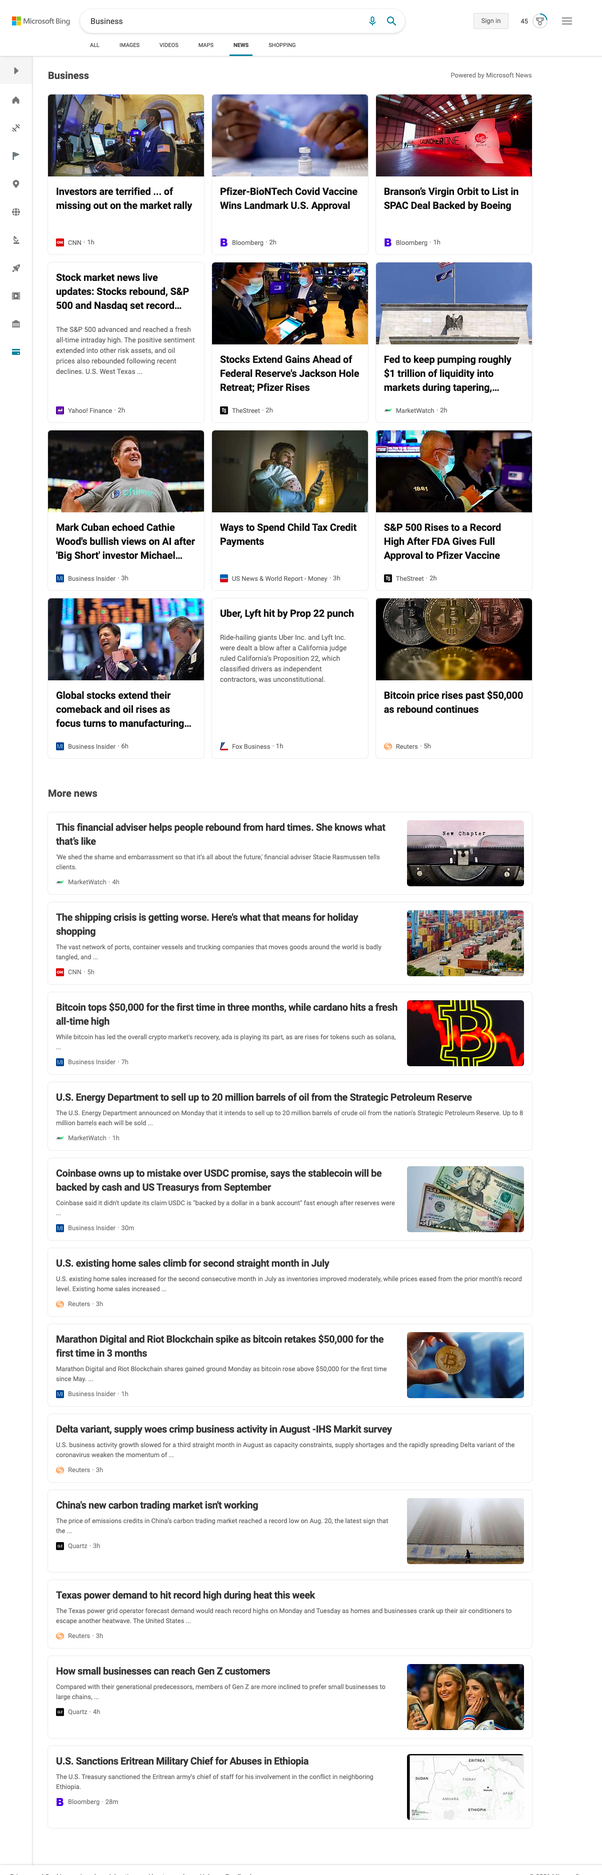 Microsoft Bing
Business
Sign in
45
ALL
IMAGES
VIDEOS
MAPS
NEWS
SHOPPING
Business
Powered by Microsoft News
Investors are terrified ... of
missing out on the market rally
CNN · 1h
Pfizer-BioNTech Covid Vaccine
Wins Landmark U.S. Approval
Bloomberg · 2h
Branson's Virgin Orbit to List in
SPAC Deal Backed by Boeing
Bloomberg · 1h
Stock market news live
updates: Stocks rebound, S&P
500 and Nasdaq set record...
The S&P 500 advanced and reached a fresh
all-time intraday high. The positive sentiment
extended into other risk assets, and oil
prices also rebounded following recent
declines. U.S. West Texas ...
Yahoo! Finance · 2h
Stocks Extend Gains Ahead of
Federal Reserve's Jackson Hole
Retreat; Pfizer Rises
TheStreet · 2h
Fed to keep pumping roughly
$1 trillion of liquidity into
markets during tapering,...
MarketWatch · 2h
Mark Cuban echoed Cathie
Wood's bullish views on AI after
'Big Short' investor Michael...
Business Insider · 3h
Ways to Spend Child Tax Credit
Payments
US News & World Report - Money · 3h
S&P 500 Rises to a Record
High After FDA Gives Full
Approval to Pfizer Vaccine
TheStreet · 2h
Global stocks extend their
comeback and oil rises as
focus turns to manufacturing...
Business Insider · 6h
Uber, Lyft hit by Prop 22 punch
Ride-hailing giants Uber Inc. and Lyft Inc.
were dealt a blow after a California judge
ruled California's Proposition 22, which
classified drivers as independent
contractors, was unconstitutional.
Fox Business · 1h
Bitcoin price rises past $50,000
as rebound continues
Reuters · 5h
More news
This financial adviser helps people rebound from hard times. She knows what
that's like
'We shed the shame and embarrassment so that it's all about the future,' financial adviser Stacie Rasmussen tells
clients.
MarketWatch · 4h
New Chapter
The shipping crisis is getting worse. Here's what that means for holiday
shopping
The vast network of ports, container vessels and trucking companies that moves goods around the world is badly
tangled, and ...
CNN · 5h
Bitcoin tops $50,000 for the first time in three months, while cardano hits a fresh
all-time high
While bitcoin has led the overall crypto market's recovery, ada is playing its part, as are rises for tokens such as solana,
...
Business Insider · 7h
U.S. Energy Department to sell up to 20 million barrels of oil from the Strategic Petroleum Reserve
The U.S. Energy Department announced on Monday that it intends to sell up to 20 million barrels of crude oil from the nation's Strategic Petroleum Reserve. Up to 8
million barrels each will be sold ...
MarketWatch · 1h
Coinbase owns up to mistake over USDC promise, says the stablecoin will be
backed by cash and US Treasurys from September
Coinbase said it didn't update its claim USDC is "backed by a dollar in a bank account" fast enough after reserves were
...
Business Insider · 30m
U.S. existing home sales climb for second straight month in July
U.S. existing home sales increased for the second consecutive month in July as inventories improved moderately, while prices eased from the prior month's record
level. Existing home sales increased ...
Reuters · 3h
Marathon Digital and Riot Blockchain spike as bitcoin retakes $50,000 for the
first time in 3 months
Marathon Digital and Riot Blockchain shares gained ground Monday as bitcoin rose above $50,000 for the first time
since May. ...
Business Insider · 1h
Delta variant, supply woes crimp business activity in August -IHS Markit survey
U.S. business activity growth slowed for a third straight month in August as capacity constraints, supply shortages and the rapidly spreading Delta variant of the
coronavirus weaken the momentum of ...
Reuters · 3h
China's new carbon trading market isn't working
The price of emissions credits in China's carbon trading market reached a record low on Aug. 20, the latest sign that
the ...
Quartz · 3h
Texas power demand to hit record high during heat this week
The Texas power grid operator forecast demand would reach record highs on Monday and Tuesday as homes and businesses crank up their air conditioners to
escape another heatwave. The United States ...
Reuters · 3h
How small businesses can reach Gen Z customers
Compared with their generational predecessors, members of Gen Z are more inclined to prefer small businesses to
large chains, ...
Quartz · 4h
U.S. Sanctions Eritrean Military Chief for Abuses in Ethiopia
The U.S. Treasury sanctioned the Eritrean army's chief of staff for his involvement in the conflict in neighboring
Ethiopia.
Bloomberg · 28m
ERITREA
SUDAN
TIGRAY
AFAR
AMHARA
ETHIOPIA